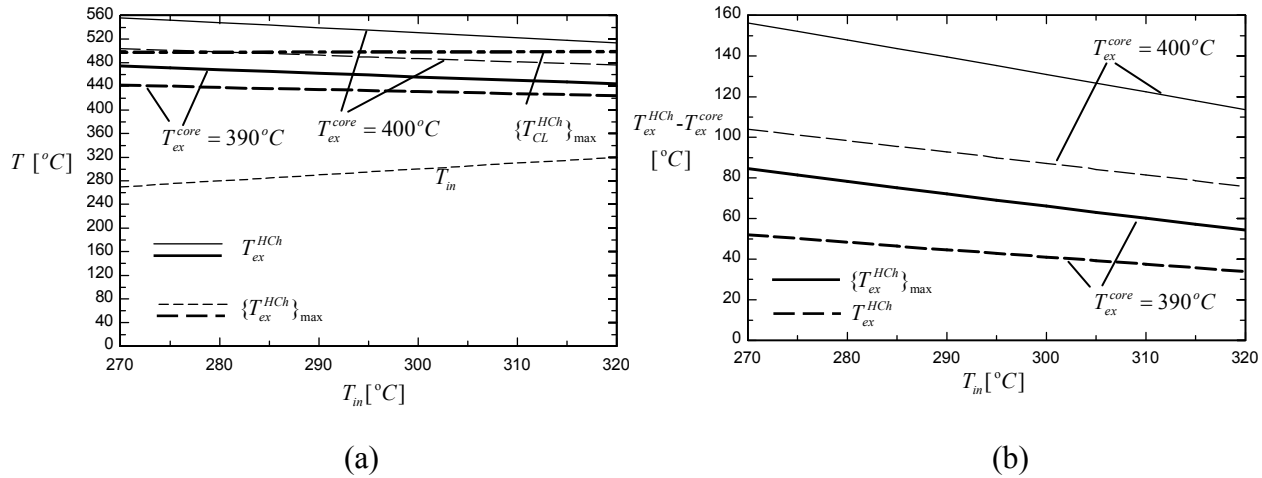 560
520
480
440
400
360
320
280
240
200
160
120
80
40
0
T [°C]
T_ex^core = 390°C
T_ex^core = 400°C
{T_CL^HCh}_max
T_in
T_ex^HCh
{T_ex^HCh}_max
270 280 290 300 310 320
T_in [°C]
(a)
160
140
120
100
80
60
40
20
0
T_ex^HCh - T_ex^core
[°C]
T_ex^core = 400°C
{T_ex^HCh}_max
T_ex^HCh
T_ex^core = 390°C
270 280 290 300 310 320
T_in [°C]
(b)